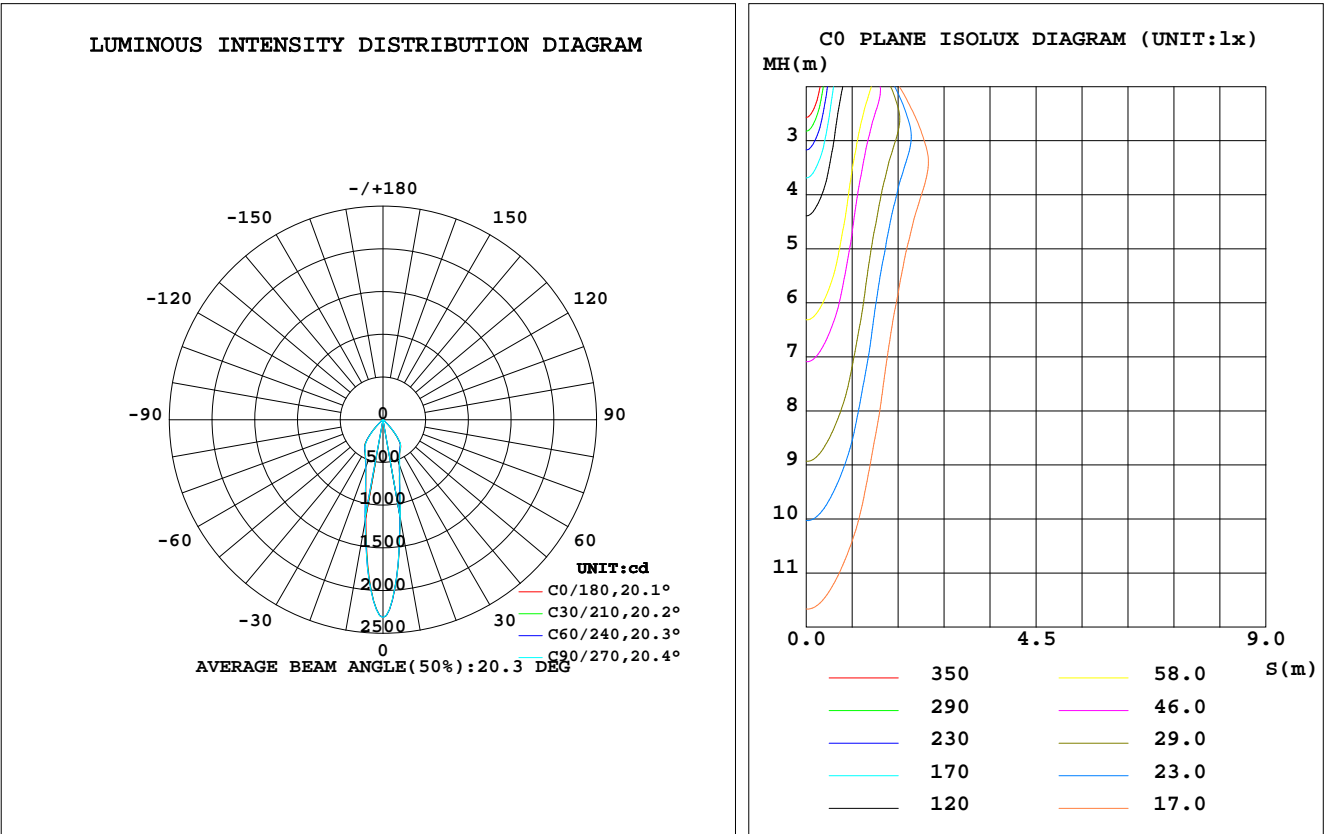 LUMINOUS INTENSITY DISTRIBUTION DIAGRAM
-/+180
-150
150
-120
120
-90
0
90
500
1000
-60
1500
60
UNIT:cd
2000
C0/180,20.1°
-30
30
C30/210,20.2°
2500
C60/240,20.3°
0
C90/270,20.4°
AVERAGE BEAM ANGLE(50%):20.3 DEG
C0 PLANE ISOLUX DIAGRAM (UNIT:lx)
MH(m)
3
4
5
6
7
8
9
10
11
0.0 4.5 9.0
S(m)
350 58.0
290 46.0
230 29.0
170 23.0
120 17.0